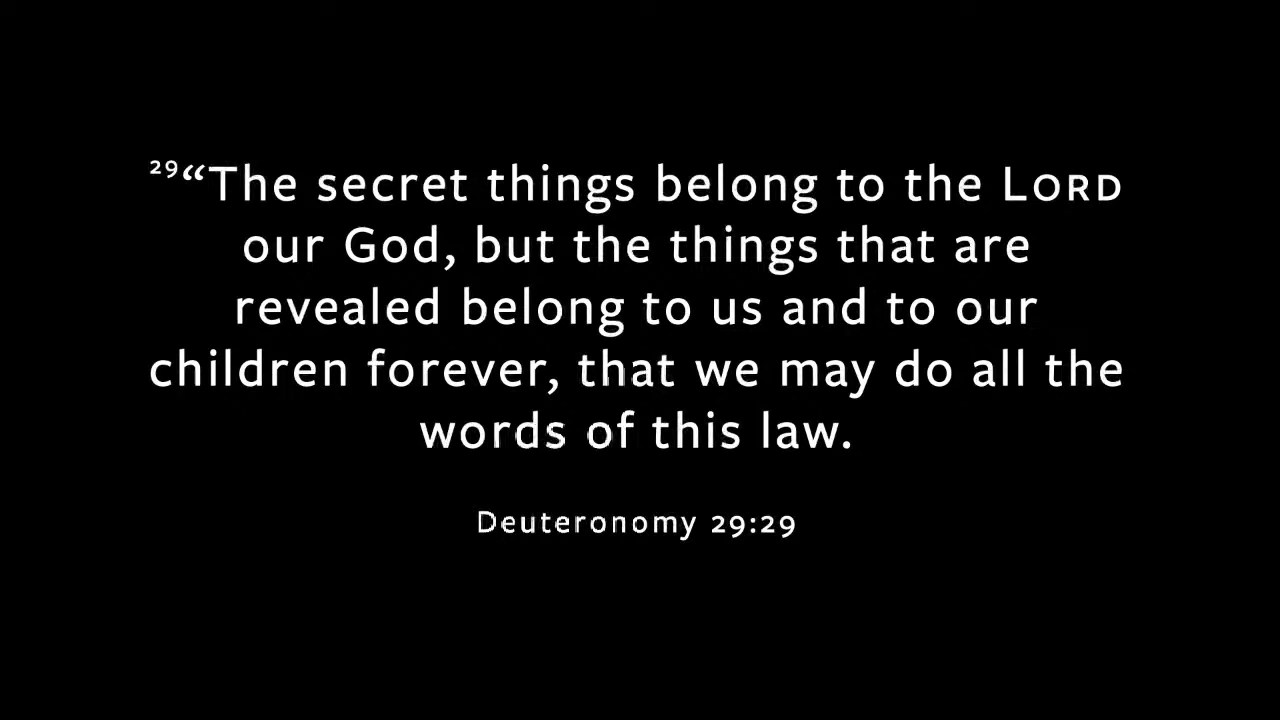 29“The secret things belong to the LORD
our God, but the things that are
revealed belong to us and to our
children forever, that we may do all the
words of this law.
Deuteronomy 29:29